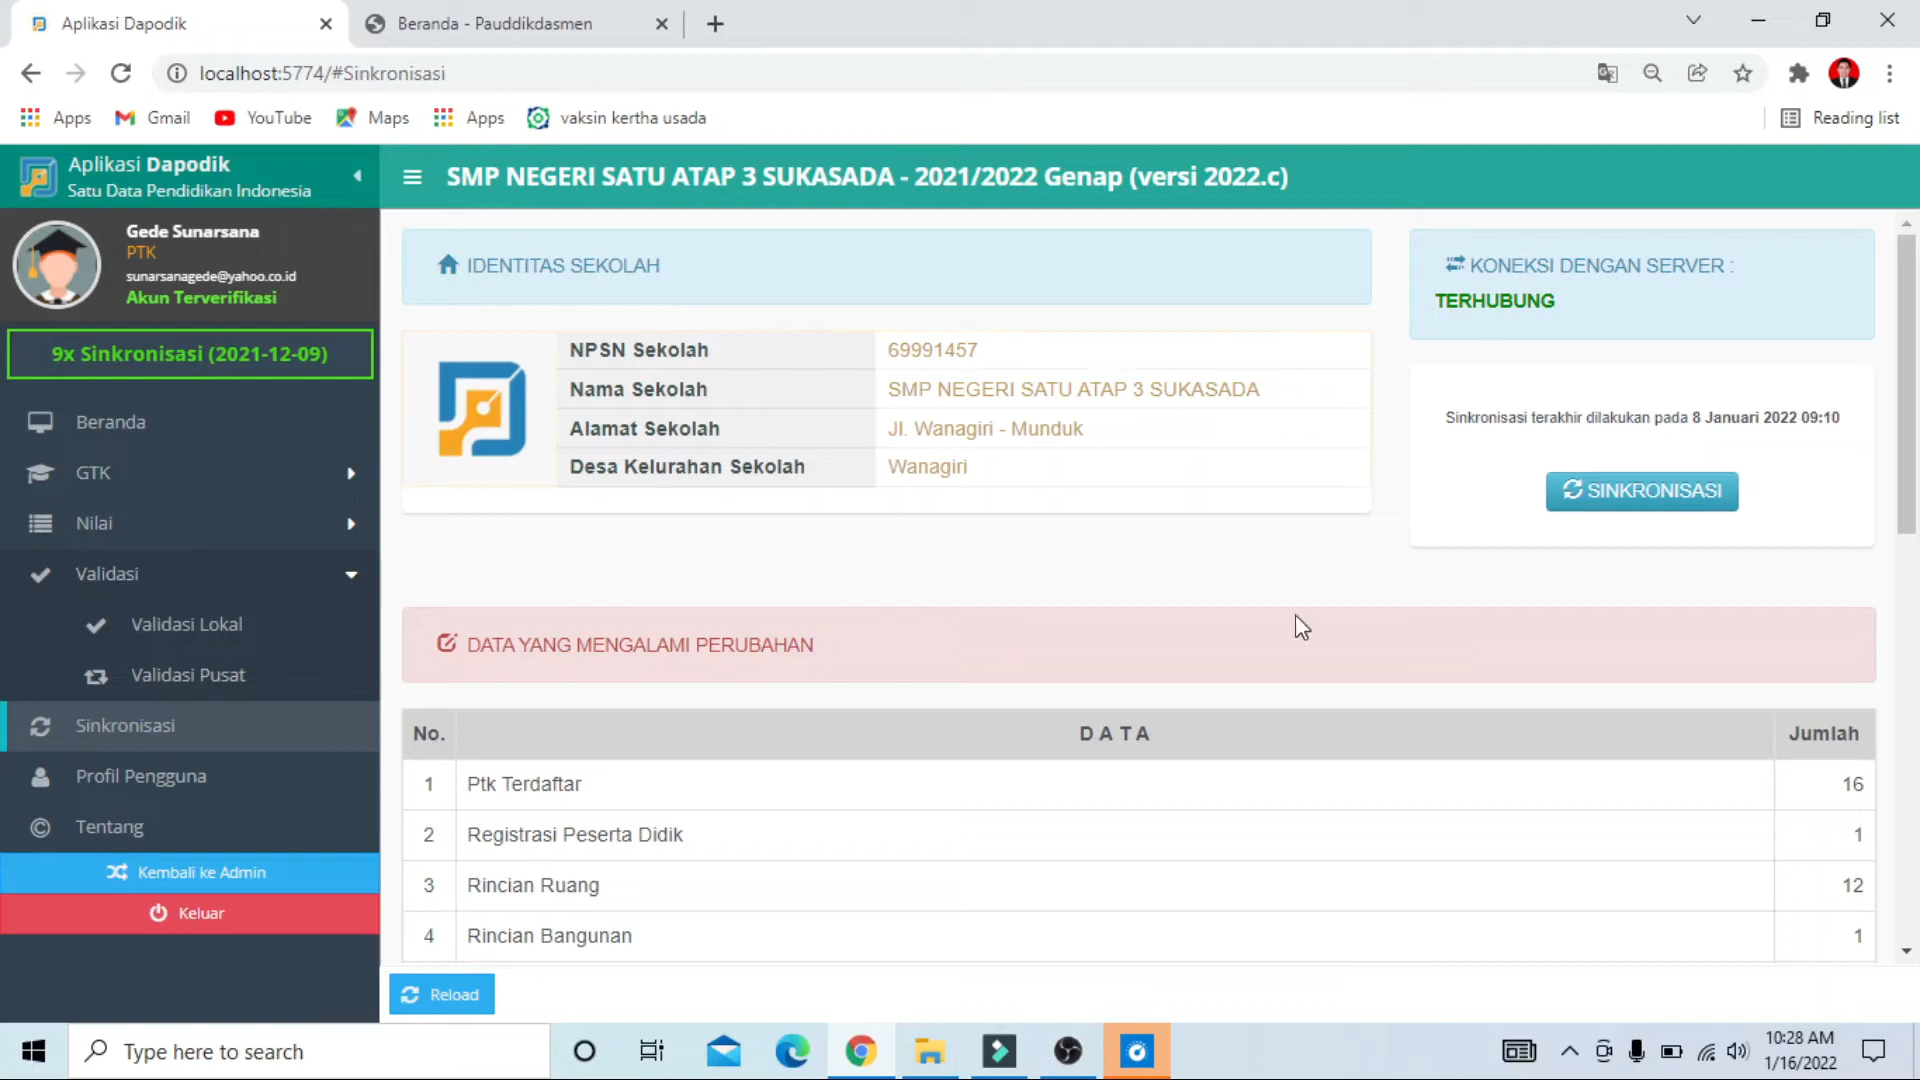 Aplikasi Dapodik
Beranda - Pauddikdasmen
localhost:5774/#Sinkronisasi
Apps
Gmail
YouTube
Maps
Apps
vaksin kertha usada
Reading list
Aplikasi Dapodik
Satu Data Pendidikan Indonesia
SMP NEGERI SATU ATAP 3 SUKASADA - 2021/2022 Genap (versi 2022.c)
Gede Sunarsana
PTK
sunarsanagede@yahoo.co.id
Akun Terverifikasi
9x Sinkronisasi (2021-12-09)
Beranda
GTK
Nilai
Validasi
Validasi Lokal
Validasi Pusat
Sinkronisasi
Profil Pengguna
Tentang
Kembali ke Admin
Keluar
IDENTITAS SEKOLAH
NPSN Sekolah 69991457
Nama Sekolah SMP NEGERI SATU ATAP 3 SUKASADA
Alamat Sekolah Jl. Wanagiri - Munduk
Desa Kelurahan Sekolah Wanagiri
KONEKSI DENGAN SERVER :
TERHUBUNG
Sinkronisasi terakhir dilakukan pada 8 Januari 2022 09:10
SINKRONISASI
DATA YANG MENGALAMI PERUBAHAN
No. D A T A Jumlah
1 Ptk Terdaftar 16
2 Registrasi Peserta Didik 1
3 Rincian Ruang 12
4 Rincian Bangunan 1
Reload
Type here to search
10:28 AM
1/16/2022